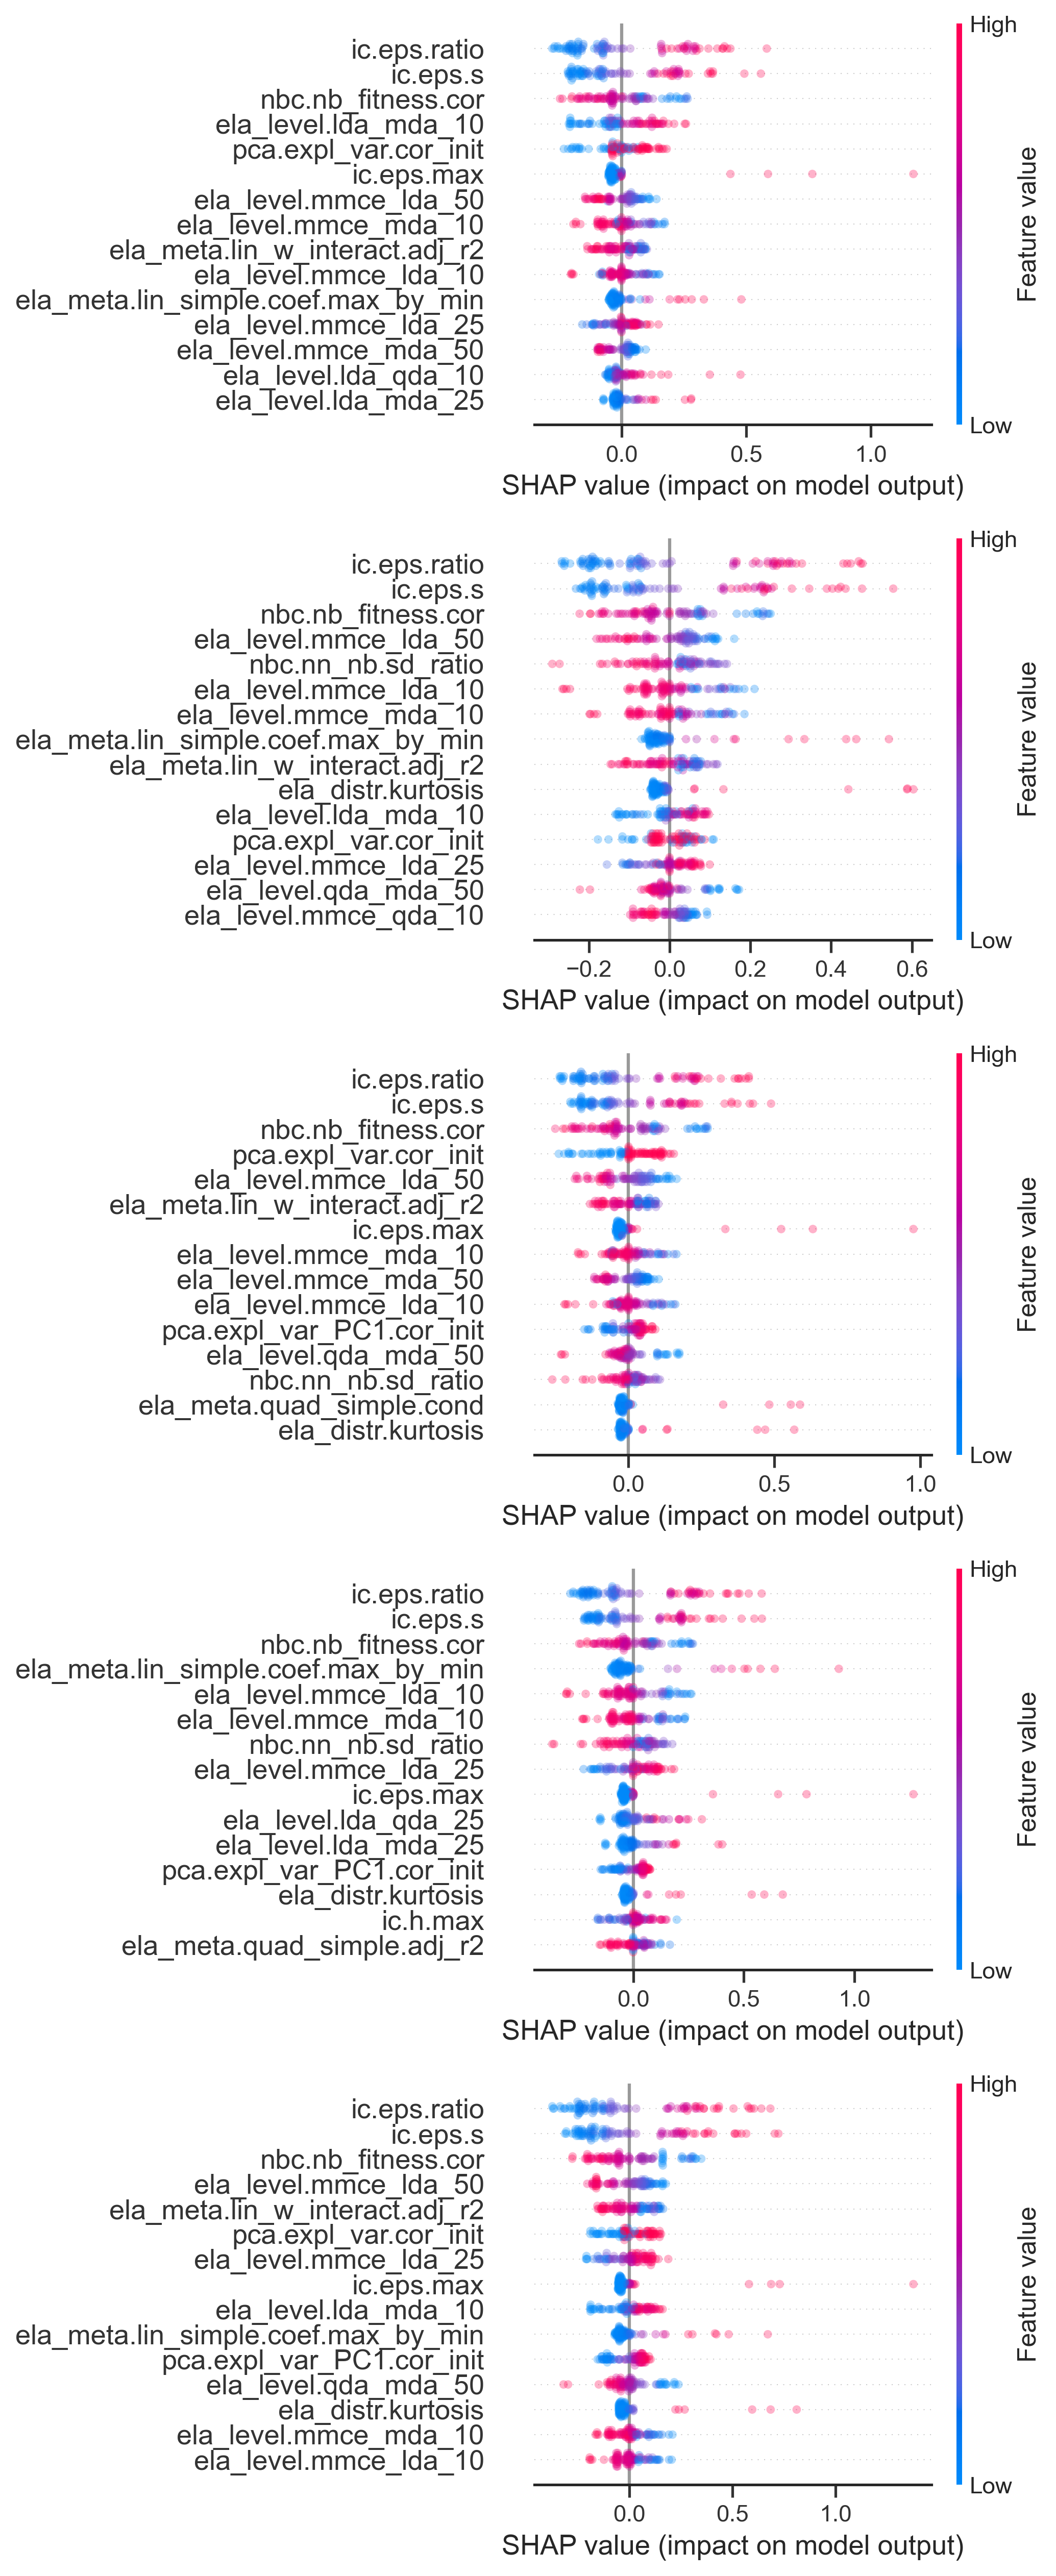 High
ic.eps.ratio
ic.eps.s
nbc.nb_fitness.cor
ela_level.lda_mda_10
pca.expl_var.cor_init
ic.eps.max
ela_level.mmce_lda_50
ela_level.mmce_mda_10
ela_meta.lin_w_interact.adj_r2
ela_level.mmce_lda_10
ela_meta.lin_simple.coef.max_by_min
ela_level.mmce_lda_25
ela_level.mmce_mda_50
ela_level.lda_qda_10
ela_level.lda_mda_25
Feature value
Low
0.0 0.5 1.0
SHAP value (impact on model output)
High
ic.eps.ratio
ic.eps.s
nbc.nb_fitness.cor
ela_level.mmce_lda_50
nbc.nn_nb.sd_ratio
ela_level.mmce_lda_10
ela_level.mmce_mda_10
ela_meta.lin_simple.coef.max_by_min
ela_meta.lin_w_interact.adj_r2
ela_distr.kurtosis
ela_level.lda_mda_10
pca.expl_var.cor_init
ela_level.mmce_lda_25
ela_level.qda_mda_50
ela_level.mmce_qda_10
Feature value
Low
−0.2 0.0 0.2 0.4 0.6
SHAP value (impact on model output)
High
ic.eps.ratio
ic.eps.s
nbc.nb_fitness.cor
pca.expl_var.cor_init
ela_level.mmce_lda_50
ela_meta.lin_w_interact.adj_r2
ic.eps.max
ela_level.mmce_mda_10
ela_level.mmce_mda_50
ela_level.mmce_lda_10
pca.expl_var_PC1.cor_init
ela_level.qda_mda_50
nbc.nn_nb.sd_ratio
ela_meta.quad_simple.cond
ela_distr.kurtosis
Feature value
Low
0.0 0.5 1.0
SHAP value (impact on model output)
High
ic.eps.ratio
ic.eps.s
nbc.nb_fitness.cor
ela_meta.lin_simple.coef.max_by_min
ela_level.mmce_lda_10
ela_level.mmce_mda_10
nbc.nn_nb.sd_ratio
ela_level.mmce_lda_25
ic.eps.max
ela_level.lda_qda_25
ela_level.lda_mda_25
pca.expl_var_PC1.cor_init
ela_distr.kurtosis
ic.h.max
ela_meta.quad_simple.adj_r2
Feature value
Low
0.0 0.5 1.0
SHAP value (impact on model output)
High
ic.eps.ratio
ic.eps.s
nbc.nb_fitness.cor
ela_level.mmce_lda_50
ela_meta.lin_w_interact.adj_r2
pca.expl_var.cor_init
ela_level.mmce_lda_25
ic.eps.max
ela_level.lda_mda_10
ela_meta.lin_simple.coef.max_by_min
pca.expl_var_PC1.cor_init
ela_level.qda_mda_50
ela_distr.kurtosis
ela_level.mmce_mda_10
ela_level.mmce_lda_10
Feature value
Low
0.0 0.5 1.0
SHAP value (impact on model output)